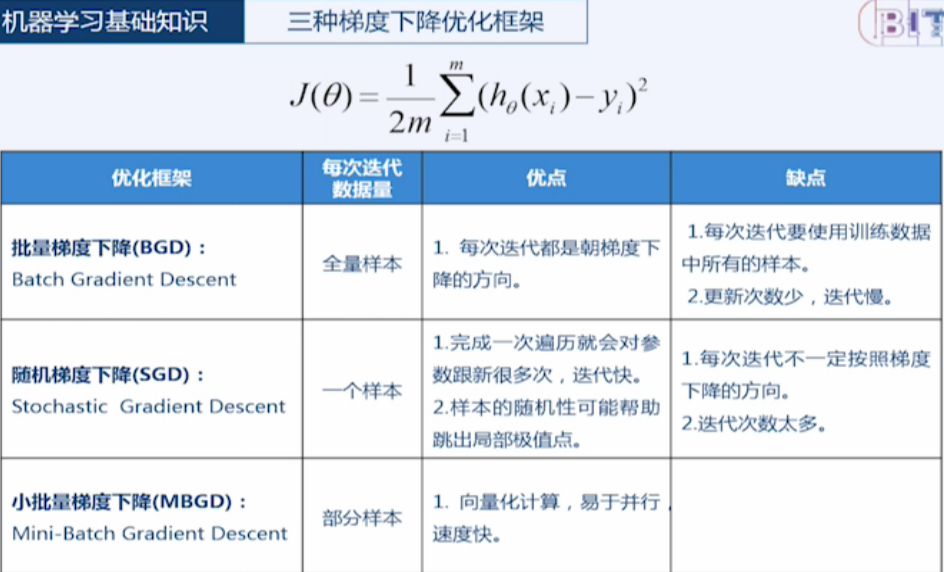 机器学习基础知识
三种梯度下降优化框架
BIT
J(θ) = 1/2m ∑ᵢ₌₁ᵐ (hθ(xᵢ) − yᵢ)²
优化框架
每次迭代
数据量
优点
缺点
批量梯度下降(BGD)：
Batch Gradient Descent
全量样本
1. 每次迭代都是朝梯度下
降的方向。
1.每次迭代要使用训练数据
中所有的样本。
2.更新次数少，迭代慢。
随机梯度下降(SGD)：
Stochastic Gradient Descent
一个样本
1.完成一次遍历就会对参
数跟新很多次，迭代快。
2.样本的随机性可能帮助
跳出局部极值点。
1.每次迭代不一定按照梯度
下降的方向。
2.迭代次数太多。
小批量梯度下降(MBGD)：
Mini-Batch Gradient Descent
部分样本
1. 向量化计算，易于并行，
速度快。